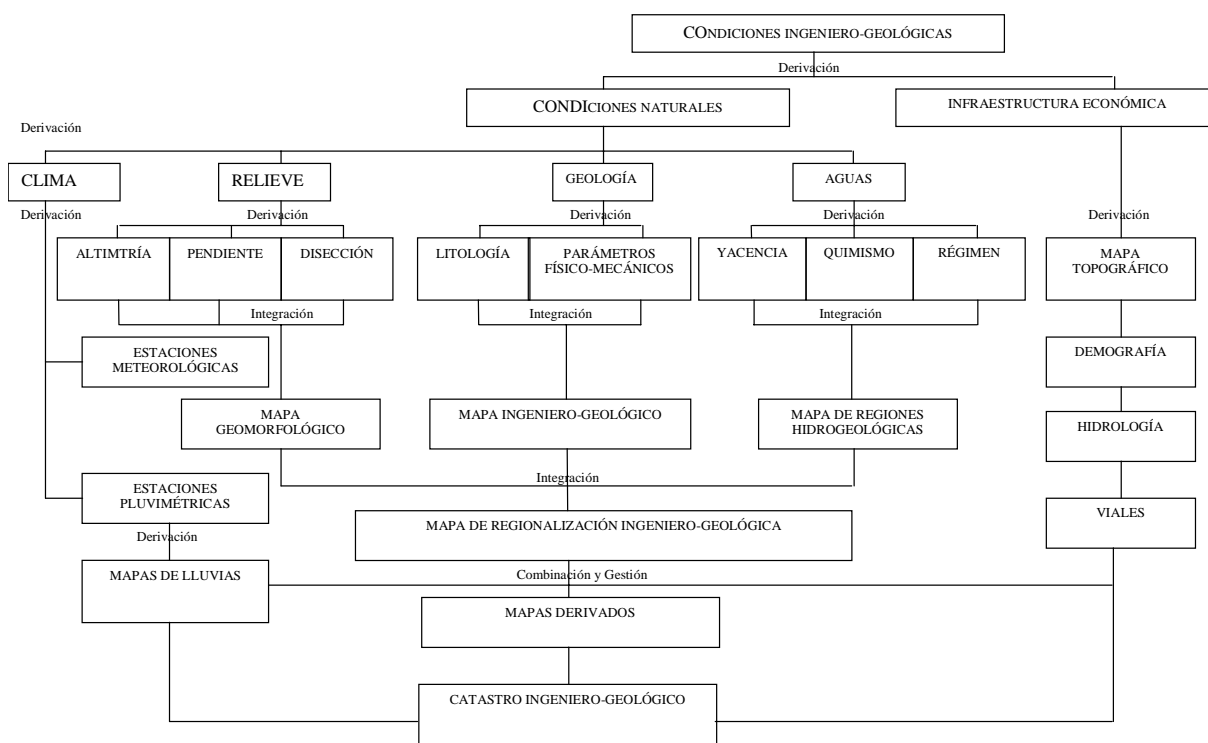 CONDICIONES INGENIERO-GEOLÓGICAS
Derivación
CONDICIONES NATURALES
INFRAESTRUCTURA ECONÓMICA
Derivación
CLIMA
RELIEVE
GEOLOGÍA
AGUAS
Derivación
Derivación
Derivación
Derivación
Derivación
ALTIMTRÍA
PENDIENTE
DISECCIÓN
LITOLOGÍA
PARÁMETROS
FÍSICO-MECÁNICOS
YACENCIA
QUIMISMO
RÉGIMEN
MAPA
TOPOGRÁFICO
Integración
Integración
Integración
ESTACIONES
METEOROLÓGICAS
DEMOGRAFÍA
MAPA
GEOMORFOLÓGICO
MAPA INGENIERO-GEOLÓGICO
MAPA DE REGIONES
HIDROGEOLÓGICAS
HIDROLOGÍA
Integración
ESTACIONES
PLUVIMÉTRICAS
VIALES
MAPA DE REGIONALIZACIÓN INGENIERO-GEOLÓGICA
Derivación
MAPAS DE LLUVIAS
Combinación y Gestión
MAPAS DERIVADOS
CATASTRO INGENIERO-GEOLÓGICO